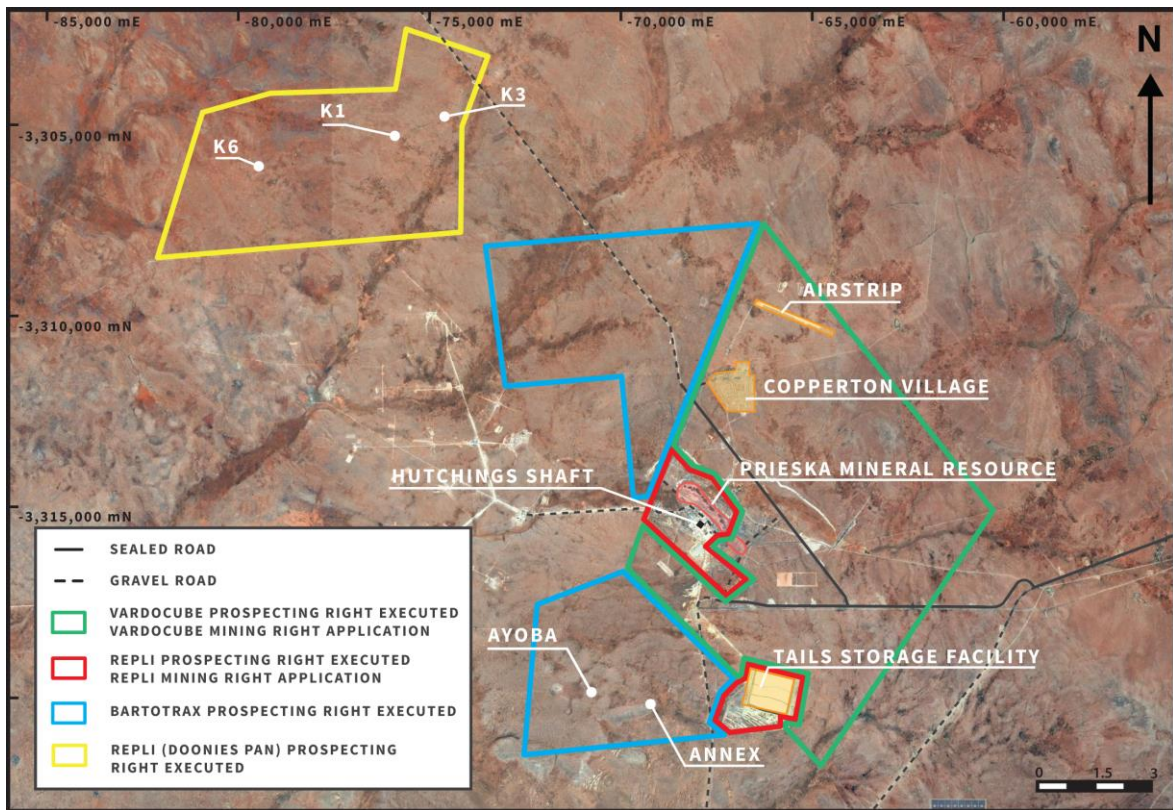 -85,000 mE
-80,000 mE
-75,000 mE
-70,000 mE
-65,000 mE
-60,000 mE
N
K3
K1
-3,305,000 mN
K6
AIRSTRIP
-3,310,000 mN
COPPERTON VILLAGE
HUTCHINGS SHAFT
PRIESKA MINERAL RESOURCE
-3,315,000 mN
SEALED ROAD
GRAVEL ROAD
VARDOCUBE PROSPECTING RIGHT EXECUTED
VARDOCUBE MINING RIGHT APPLICATION
REPLI PROSPECTING RIGHT EXECUTED
REPLI MINING RIGHT APPLICATION
BARTOTRAX PROSPECTING RIGHT EXECUTED
REPLI (DOONIES PAN) PROSPECTING
RIGHT EXECUTED
AYOBA
TAILS STORAGE FACILITY
ANNEX
0 1.5 3